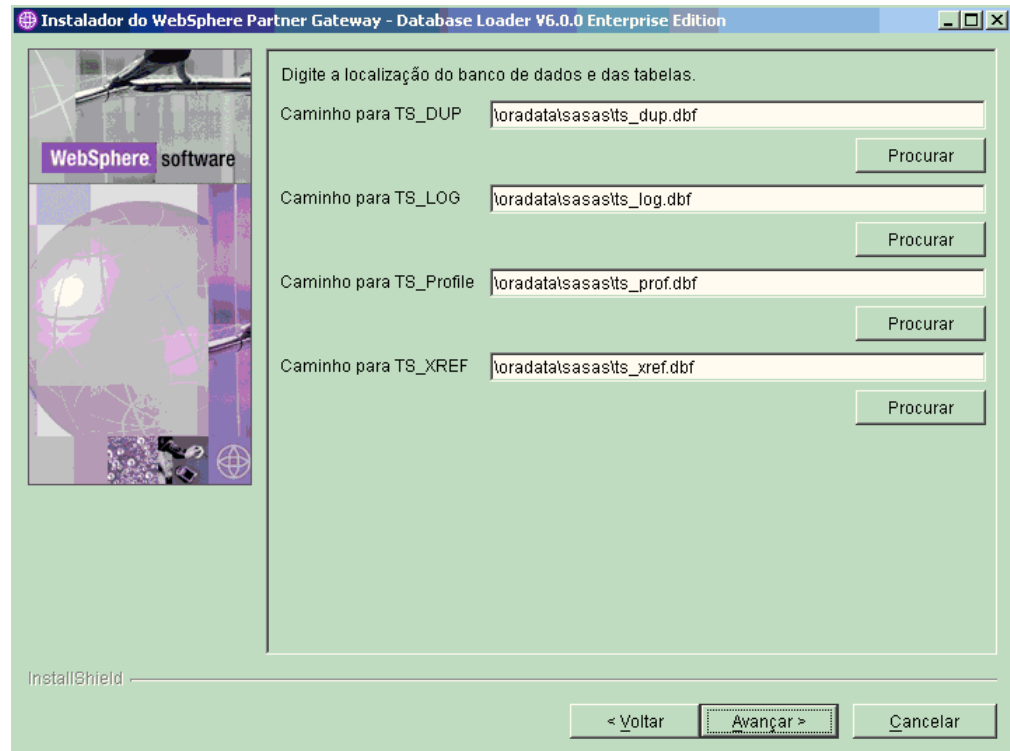 Instalador do WebSphere Partner Gateway - Database Loader V6.0.0 Enterprise Edition
WebSphere software
Digite a localização do banco de dados e das tabelas.
Caminho para TS_DUP \oradata\sasas\ts_dup.dbf
Procurar
Caminho para TS_LOG \oradata\sasas\ts_log.dbf
Procurar
Caminho para TS_Profile \oradata\sasas\ts_prof.dbf
Procurar
Caminho para TS_XREF \oradata\sasas\ts_xref.dbf
Procurar
InstallShield
< Voltar Avançar > Cancelar